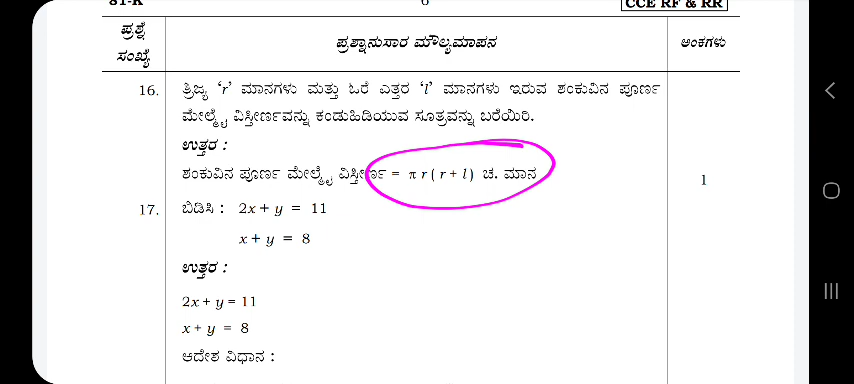 81-K 6 CCE RF & RR
ಪ್ರಶ್ನೆ
ಸಂಖ್ಯೆ
ಪ್ರಶ್ನಾನುಸಾರ ಮೌಲ್ಯಮಾಪನ
ಅಂಕಗಳು
16. ತ್ರಿಜ್ಯ ‘r’ ಮಾನಗಳು ಮತ್ತು ಓರೆ ಎತ್ತರ ‘l’ ಮಾನಗಳು ಇರುವ ಶಂಕುವಿನ ಪೂರ್ಣ
ಮೇಲ್ಮೈ ವಿಸ್ತೀರ್ಣವನ್ನು ಕಂಡುಹಿಡಿಯುವ ಸೂತ್ರವನ್ನು ಬರೆಯಿರಿ.
ಉತ್ತರ :
ಶಂಕುವಿನ ಪೂರ್ಣ ಮೇಲ್ಮೈ ವಿಸ್ತೀರ್ಣ = π r ( r + l ) ಚ. ಮಾನ 1
17. ಬಿಡಿಸಿ : 2x + y = 11
x + y = 8
ಉತ್ತರ :
2x + y = 11
x + y = 8
ಆದೇಶ ವಿಧಾನ :